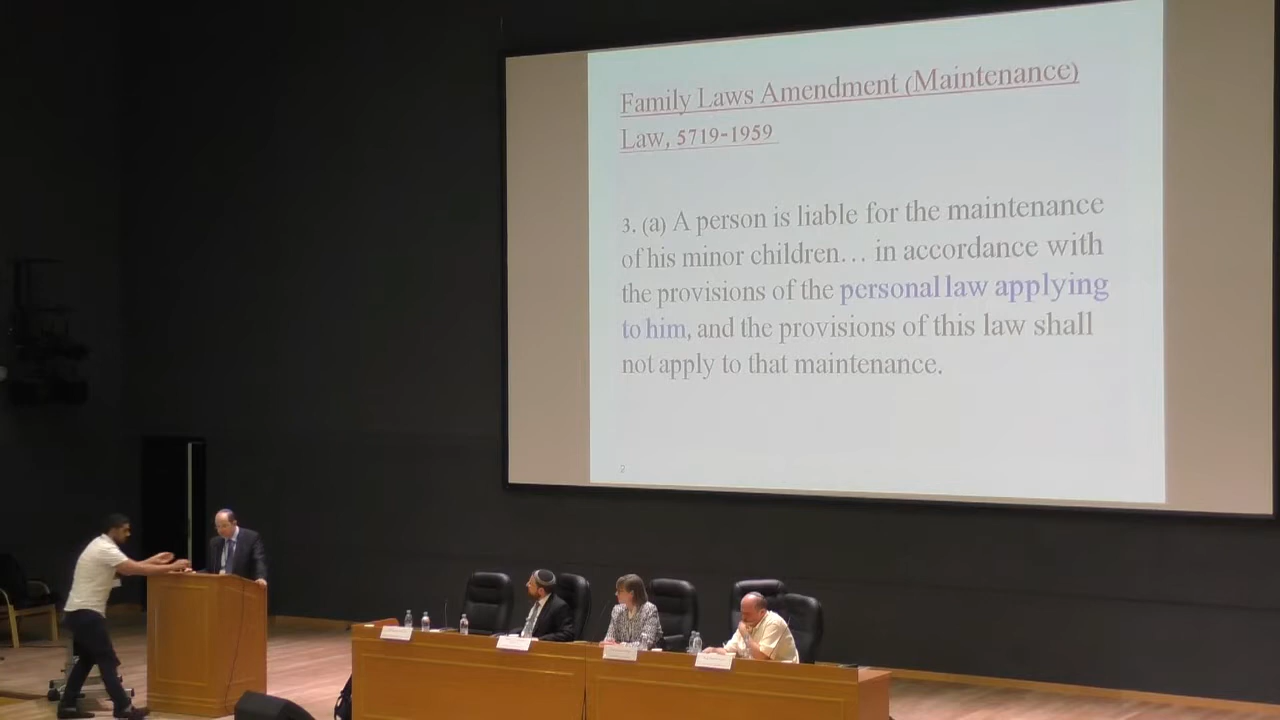 Family Laws Amendment (Maintenance)
Law, 5719-1959
3. (a) A person is liable for the maintenance
of his minor children… in accordance with
the provisions of the personal law applying
to him, and the provisions of this law shall
not apply to that maintenance.
2